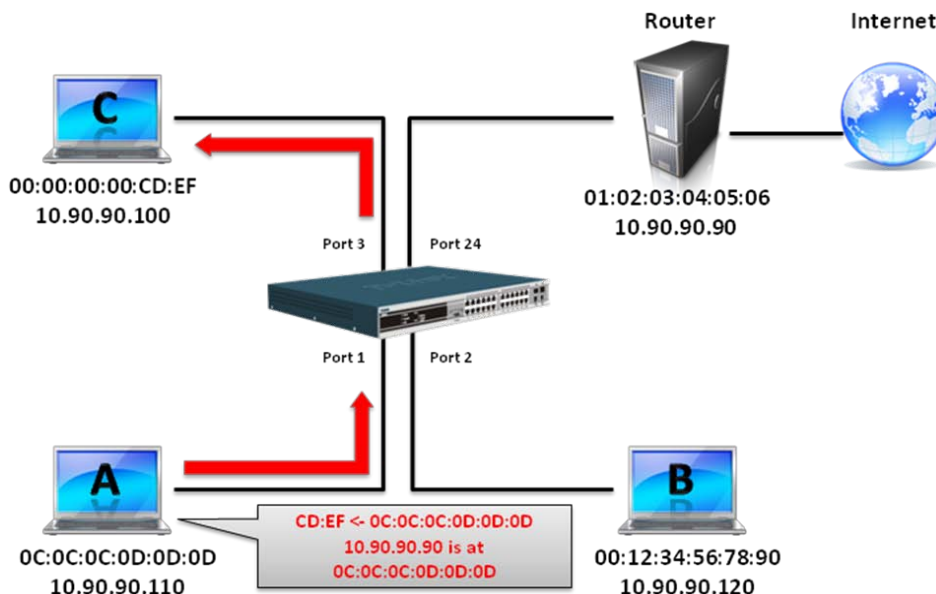 Router
Internet
C
00:00:00:00:CD:EF
10.90.90.100
01:02:03:04:05:06
10.90.90.90
Port 3
Port 24
Port 1
Port 2
A
B
CD:EF <- 0C:0C:0C:0D:0D:0D
10.90.90.90 is at
0C:0C:0C:0D:0D:0D
0C:0C:0C:0D:0D:0D
10.90.90.110
00:12:34:56:78:90
10.90.90.120